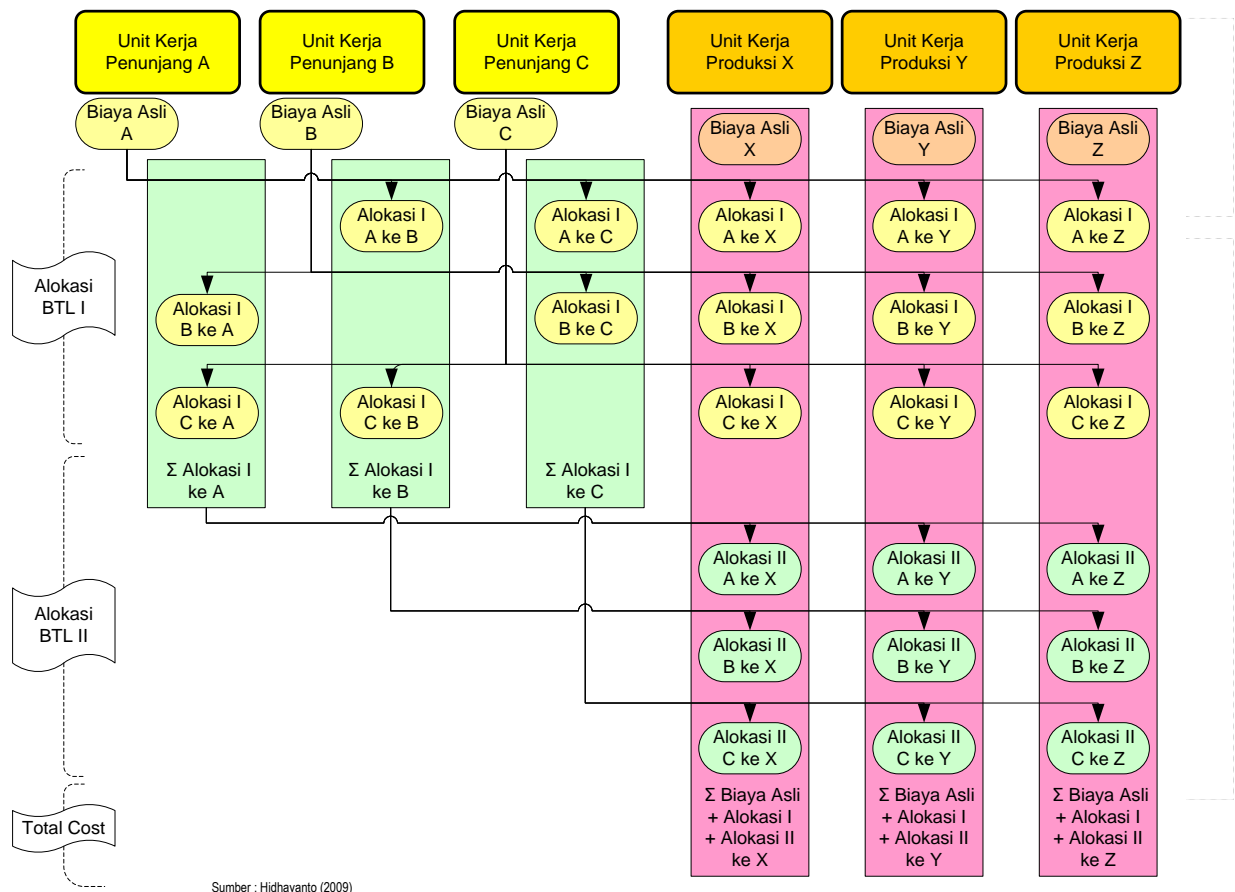 Unit Kerja
Penunjang A
Unit Kerja
Penunjang B
Unit Kerja
Penunjang C
Unit Kerja
Produksi X
Unit Kerja
Produksi Y
Unit Kerja
Produksi Z
Biaya Asli
A
Biaya Asli
B
Biaya Asli
C
Biaya Asli
X
Biaya Asli
Y
Biaya Asli
Z
Alokasi
BTL I
Alokasi I
A ke B
Alokasi I
A ke C
Alokasi I
A ke X
Alokasi I
A ke Y
Alokasi I
A ke Z
Alokasi I
B ke A
Alokasi I
B ke C
Alokasi I
B ke X
Alokasi I
B ke Y
Alokasi I
B ke Z
Alokasi I
C ke A
Alokasi I
C ke B
Alokasi I
C ke X
Alokasi I
C ke Y
Alokasi I
C ke Z
Σ Alokasi I
ke A
Σ Alokasi I
ke B
Σ Alokasi I
ke C
Alokasi
BTL II
Alokasi II
A ke X
Alokasi II
A ke Y
Alokasi II
A ke Z
Alokasi II
B ke X
Alokasi II
B ke Y
Alokasi II
B ke Z
Alokasi II
C ke X
Alokasi II
C ke Y
Alokasi II
C ke Z
Total Cost
Σ Biaya Asli
+ Alokasi I
+ Alokasi II
ke X
Σ Biaya Asli
+ Alokasi I
+ Alokasi II
ke Y
Σ Biaya Asli
+ Alokasi I
+ Alokasi II
ke Z
Sumber : Hidhayanto (2009)